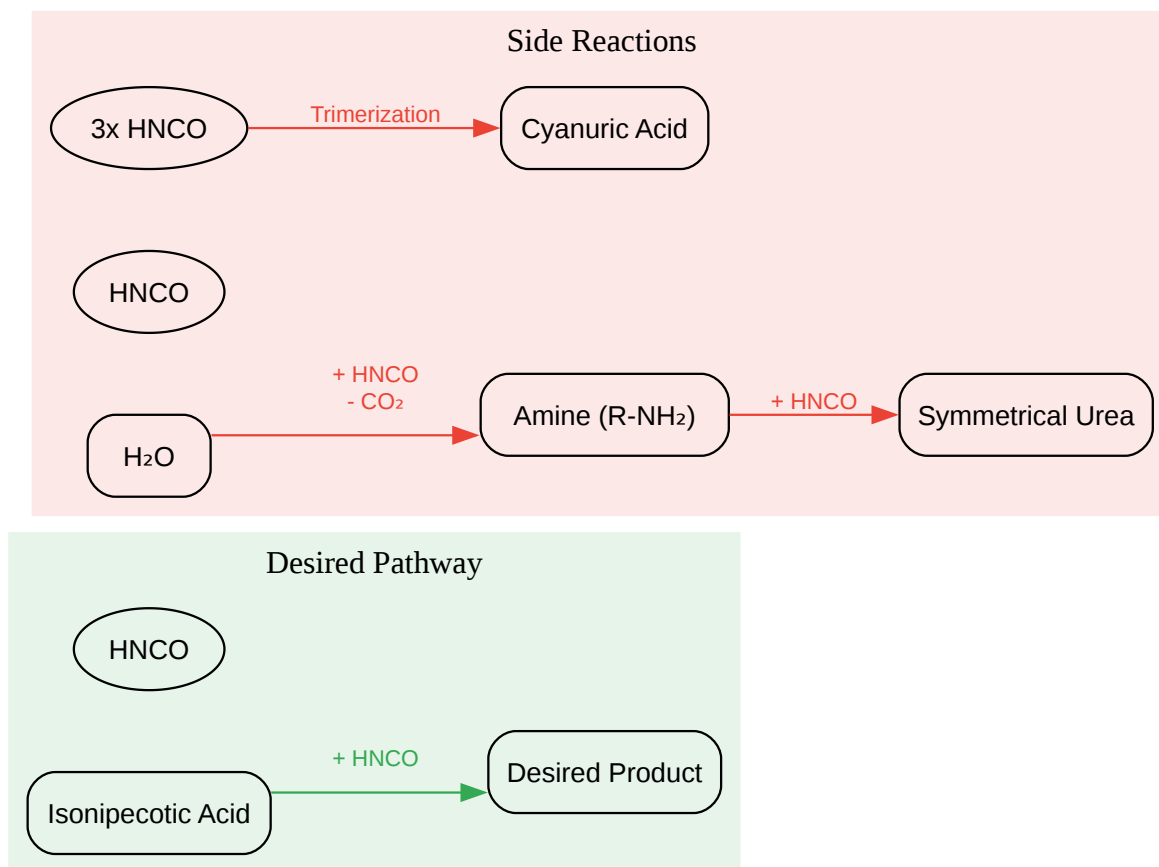 Side Reactions
3x HNCO
Trimerization
Cyanuric Acid
HNCO
+ HNCO
- CO₂
H₂O
Amine (R-NH₂)
+ HNCO
Symmetrical Urea
Desired Pathway
HNCO
+ HNCO
Isonipecotic Acid
Desired Product